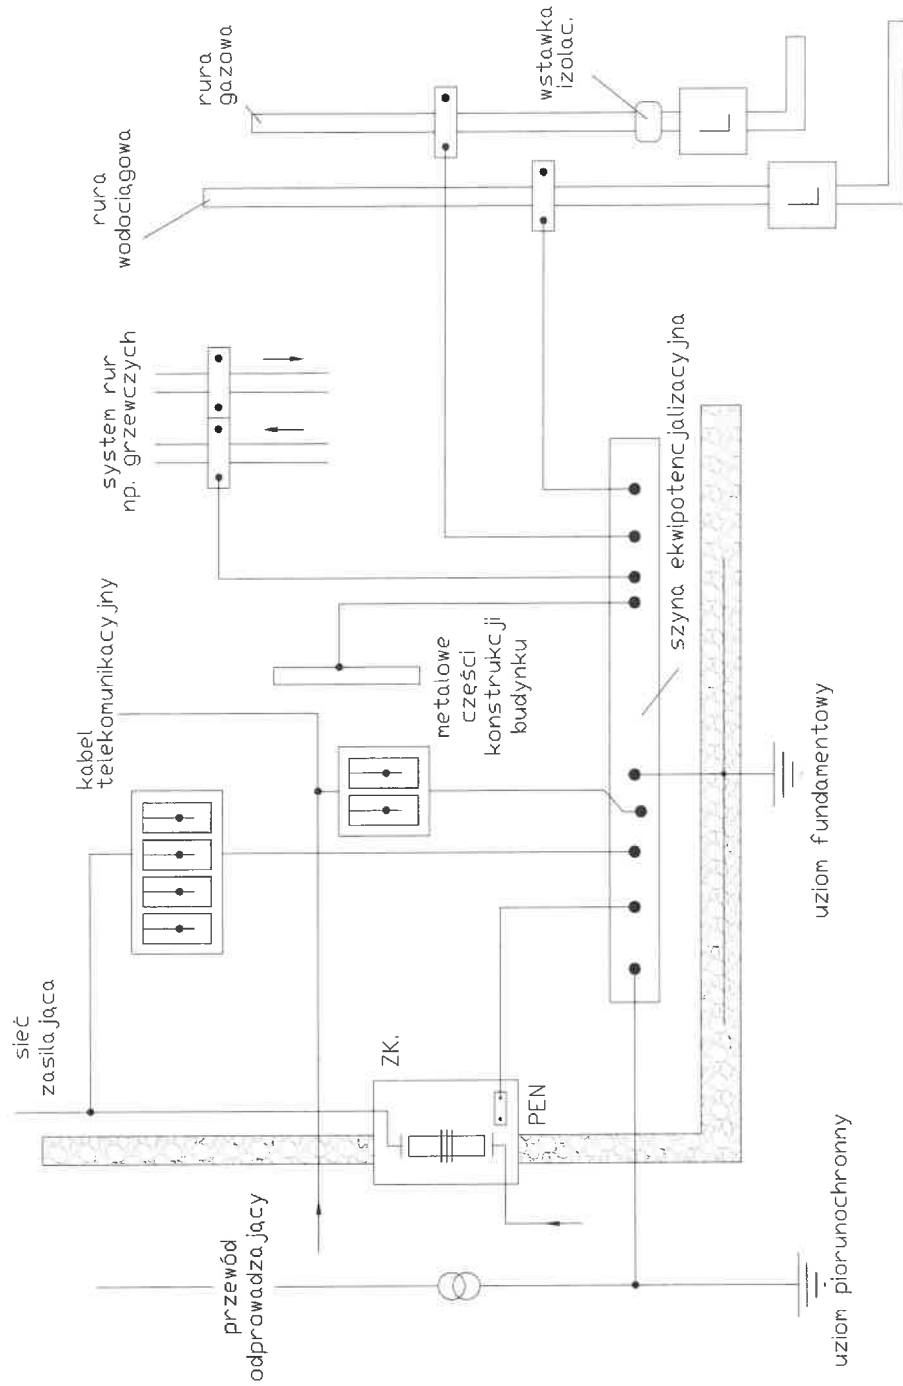 przewód
odprowadzający
sieć
zasilająca
kabel
telekomunikacyjny
system rur
np. grzewczych
rura
wodociągowa
rura
gazowa
wstawka
izolac.
ZK.
PEN
metalowe
części
konstrukcji
budynku
szyna ekwipotencjalizacyjna
uziom piorunochronny
uziom fundamentowy